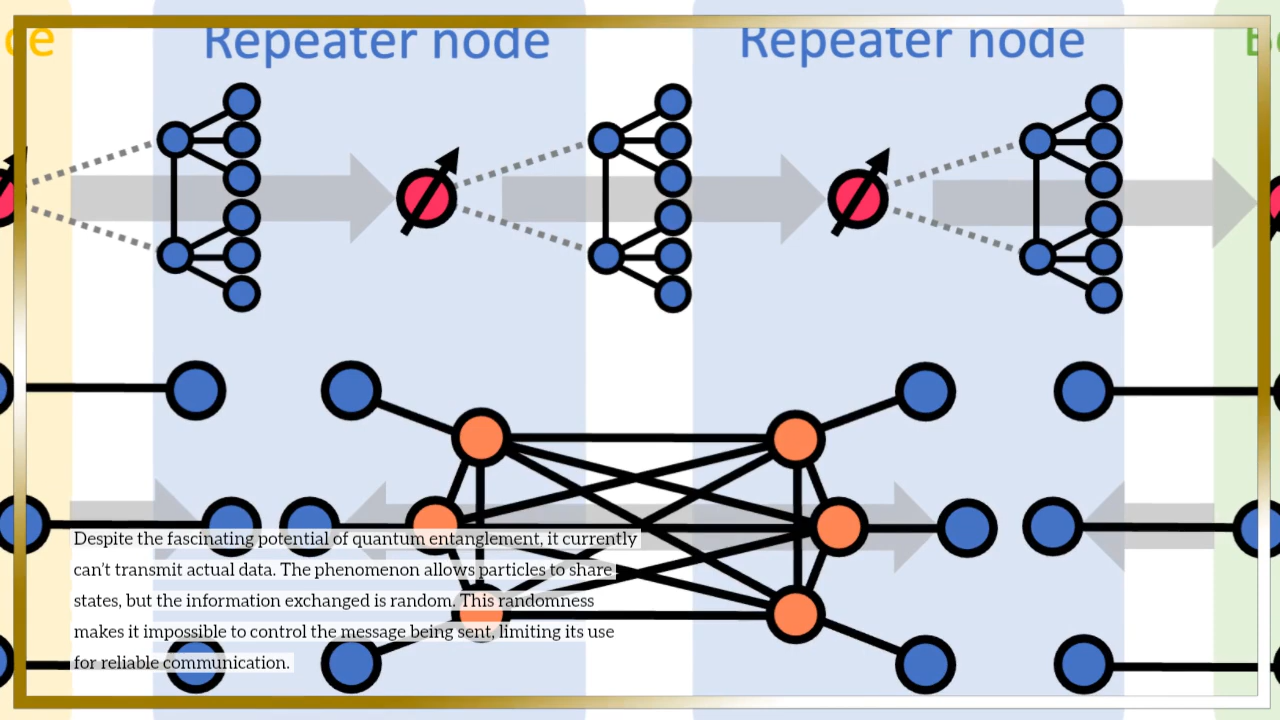 de
Repeater node
Repeater node
Despite the fascinating potential of quantum entanglement, it currently
can’t transmit actual data. The phenomenon allows particles to share
states, but the information exchanged is random. This randomness
makes it impossible to control the message being sent, limiting its use
for reliable communication.